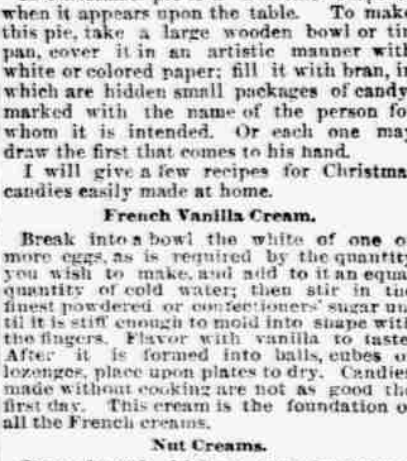 when it appears upon the table. To make
this pie, take a large wooden bowl or tin
pan, cover it in an artistic manner with
white or colored paper; fill it with bran, in
which are hidden small packages of candy
marked with the name of the person fo
whom it is intended. Or each one may
draw the first that comes to his hand.
I will give a few recipes for Christma
candies easily made at home.
French Vanilla Cream.
Break into a bowl the white of one o
more eggs, as is required by the quantity
you wish to make, and add to it an equa
quantity of cold water; then stir in the
finest powdered or confectioners' sugar un
til it is stiff enough to mold into shape with
the fingers. Flavor with vanilla to taste
After it is formed into balls, cubes o
lozenges, place upon plates to dry. Candie
made without cooking are not as good the
first day. This cream is the foundation o
all the French creams.
Nut Creams.